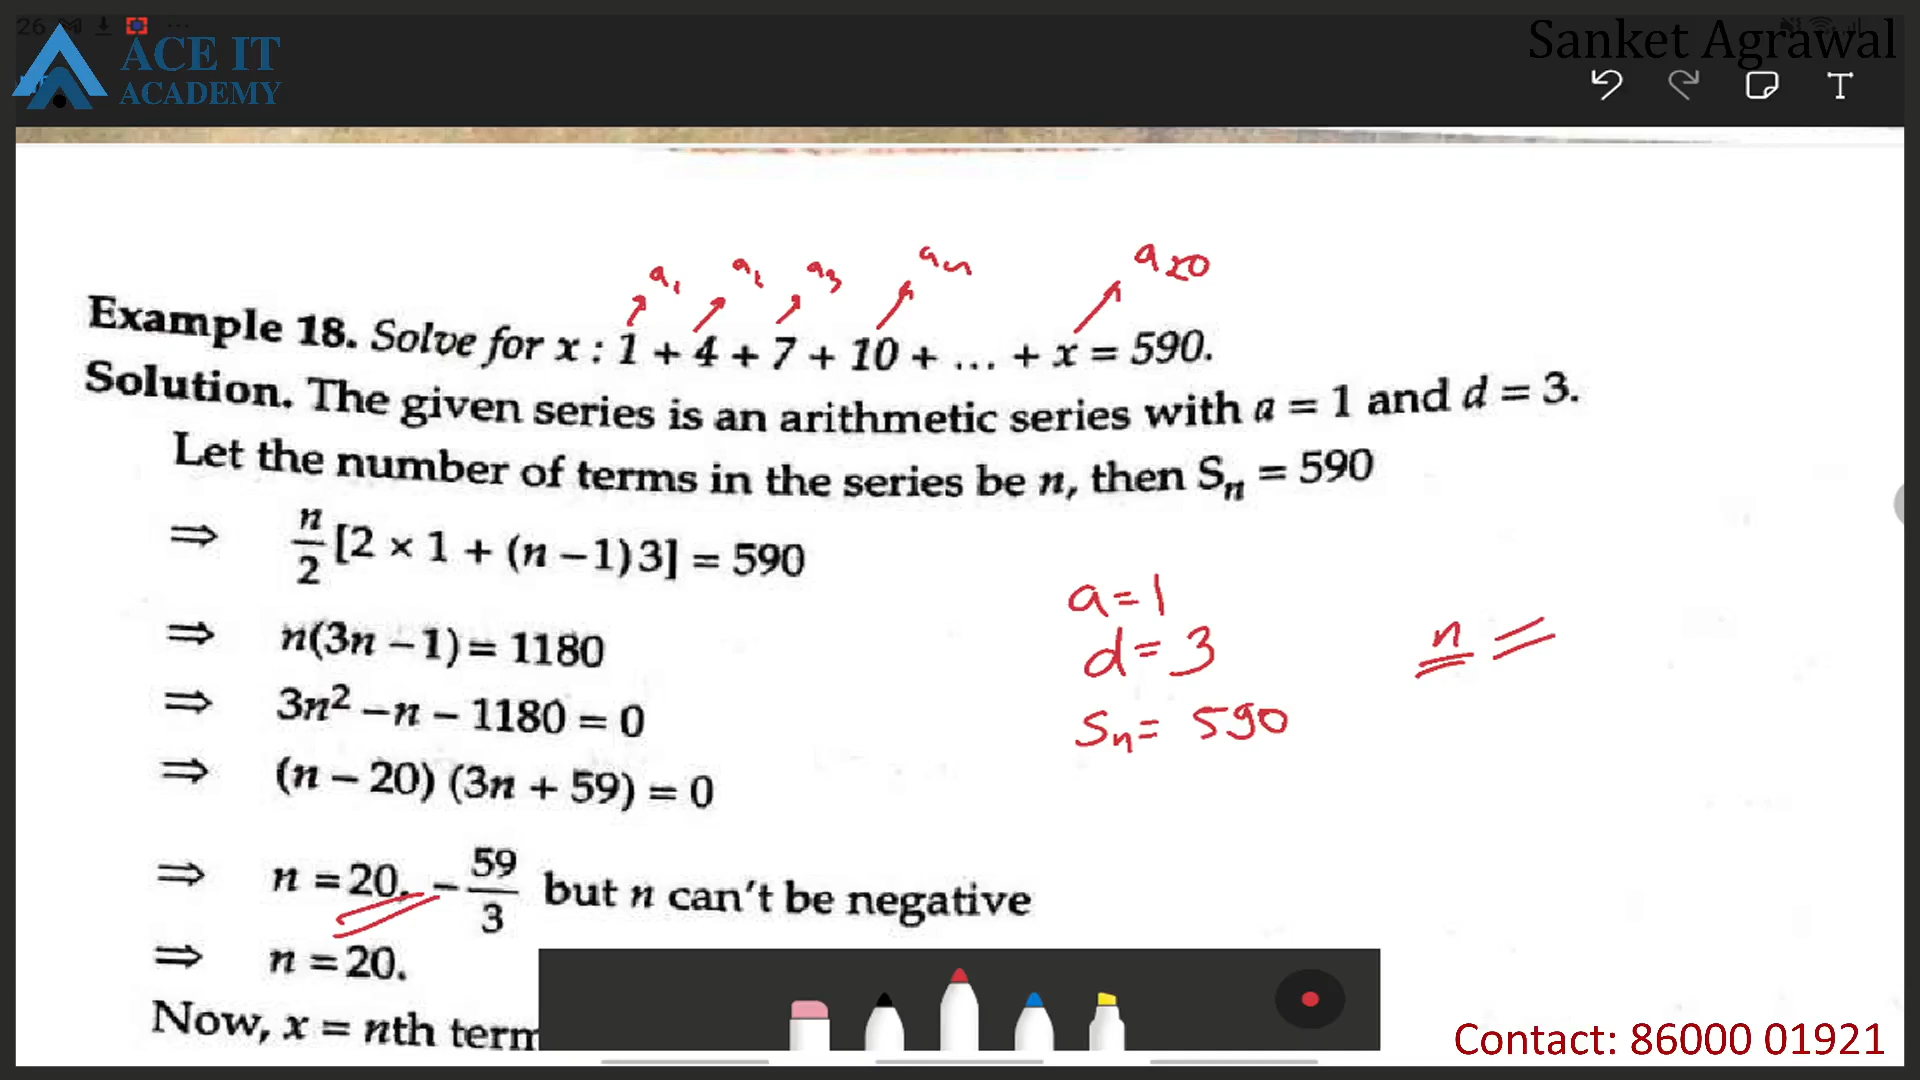 26
ACE IT
ACADEMY
Sanket Agrawal
T
a₁ a₂ a₃ aₙ a₂₀
Example 18. Solve for x : 1 + 4 + 7 + 10 + ... + x = 590.
Solution. The given series is an arithmetic series with a = 1 and d = 3.
Let the number of terms in the series be n, then Sₙ = 590
⇒ n/2 [2 × 1 + (n – 1) 3] = 590
⇒ n(3n – 1) = 1180
⇒ 3n² – n – 1180 = 0
⇒ (n – 20) (3n + 59) = 0
⇒ n = 20, – 59/3 but n can't be negative
⇒ n = 20.
Now, x = nth term
a = 1
d = 3
Sₙ = 590
n =
Contact: 86000 01921